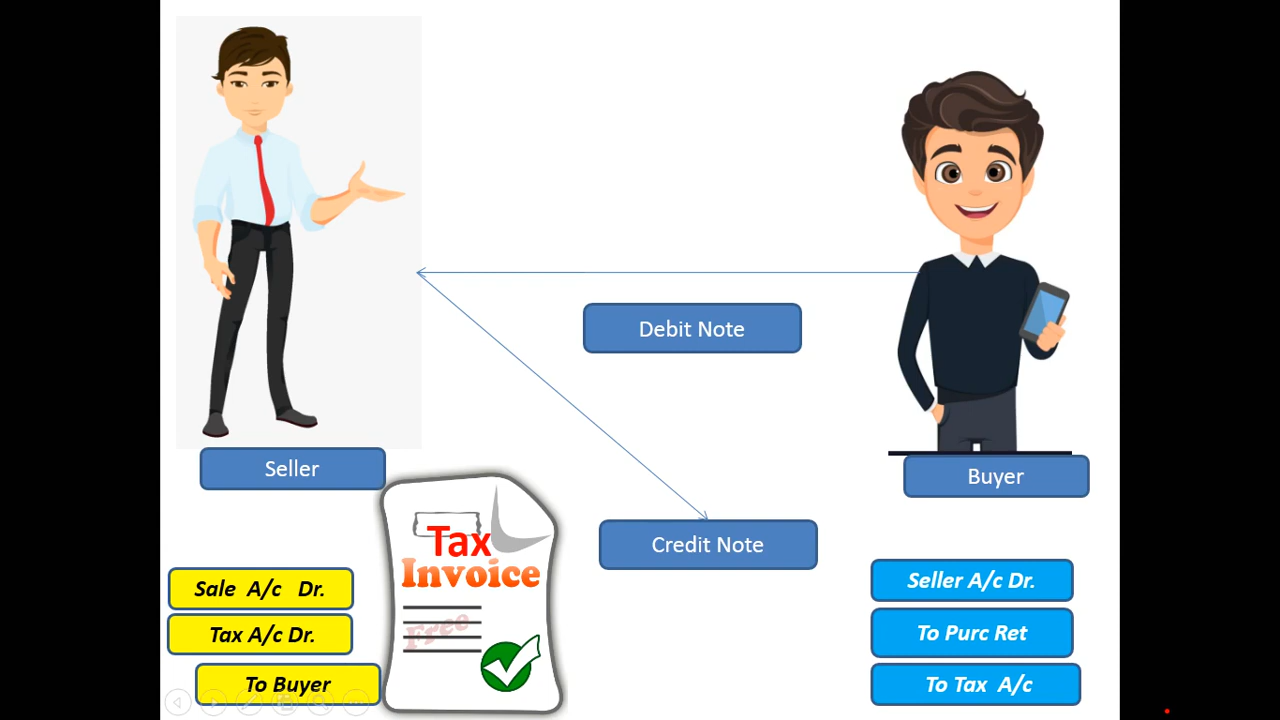 Debit Note
Seller
Buyer
Credit Note
Tax
Invoice
Free
Sale A/c Dr.
Tax A/c Dr.
To Buyer
Seller A/c Dr.
To Purc Ret
To Tax A/c